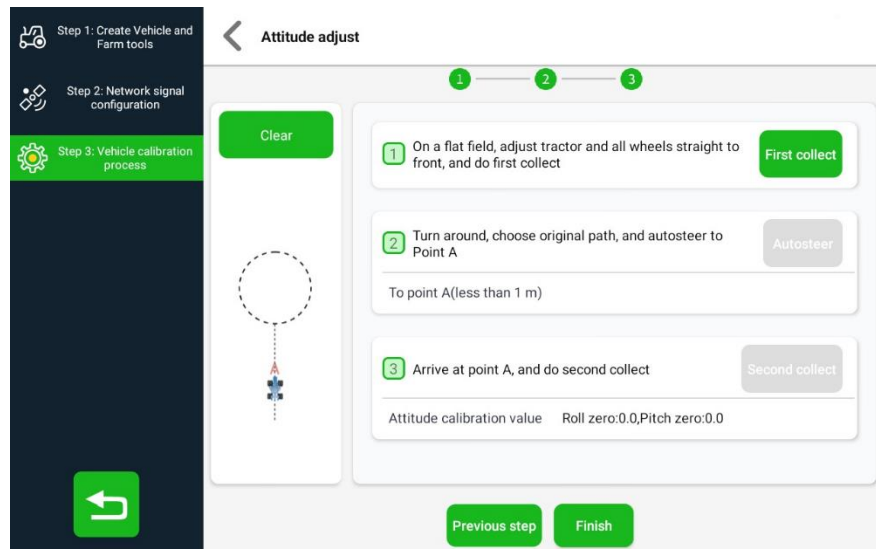 Step 1: Create Vehicle and
Farm tools
Step 2: Network signal
configuration
Step 3: Vehicle calibration
process
Attitude adjust
1
2
3
Clear
A
1
On a flat field, adjust tractor and all wheels straight to
front, and do first collect
First collect
2
Turn around, choose original path, and autosteer to
Point A
Autosteer
To point A(less than 1 m)
3
Arrive at point A, and do second collect
Second collect
Attitude calibration value Roll zero:0.0,Pitch zero:0.0
Previous step
Finish